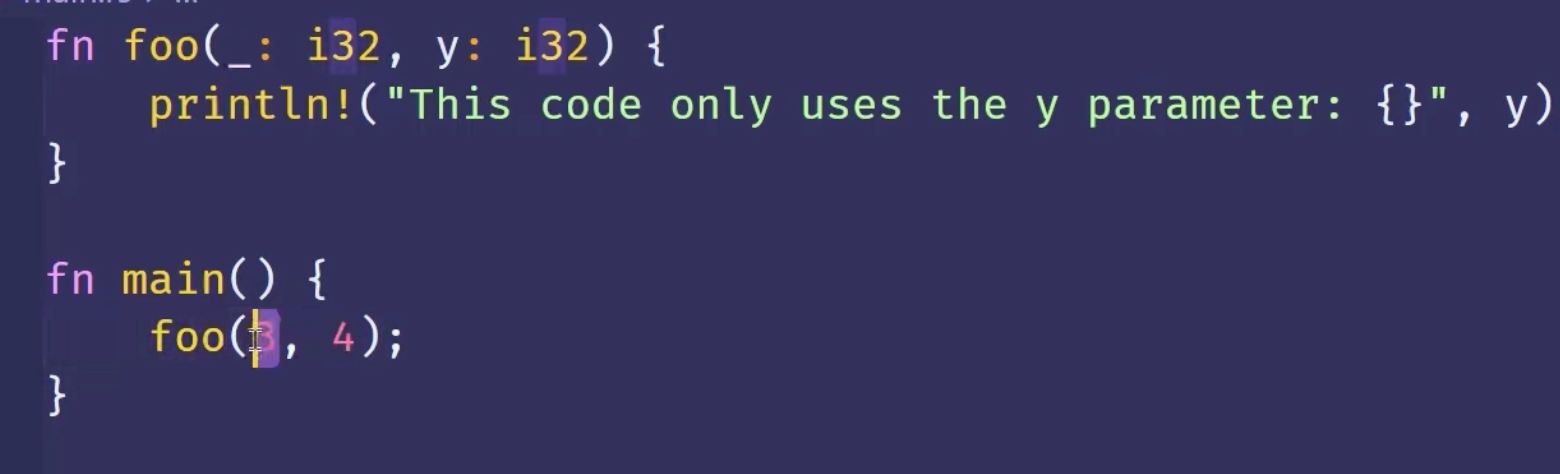 fn foo(_: i32, y: i32) {
    println!("This code only uses the y parameter: {}", y)
}
fn main() {
    foo(3, 4);
}